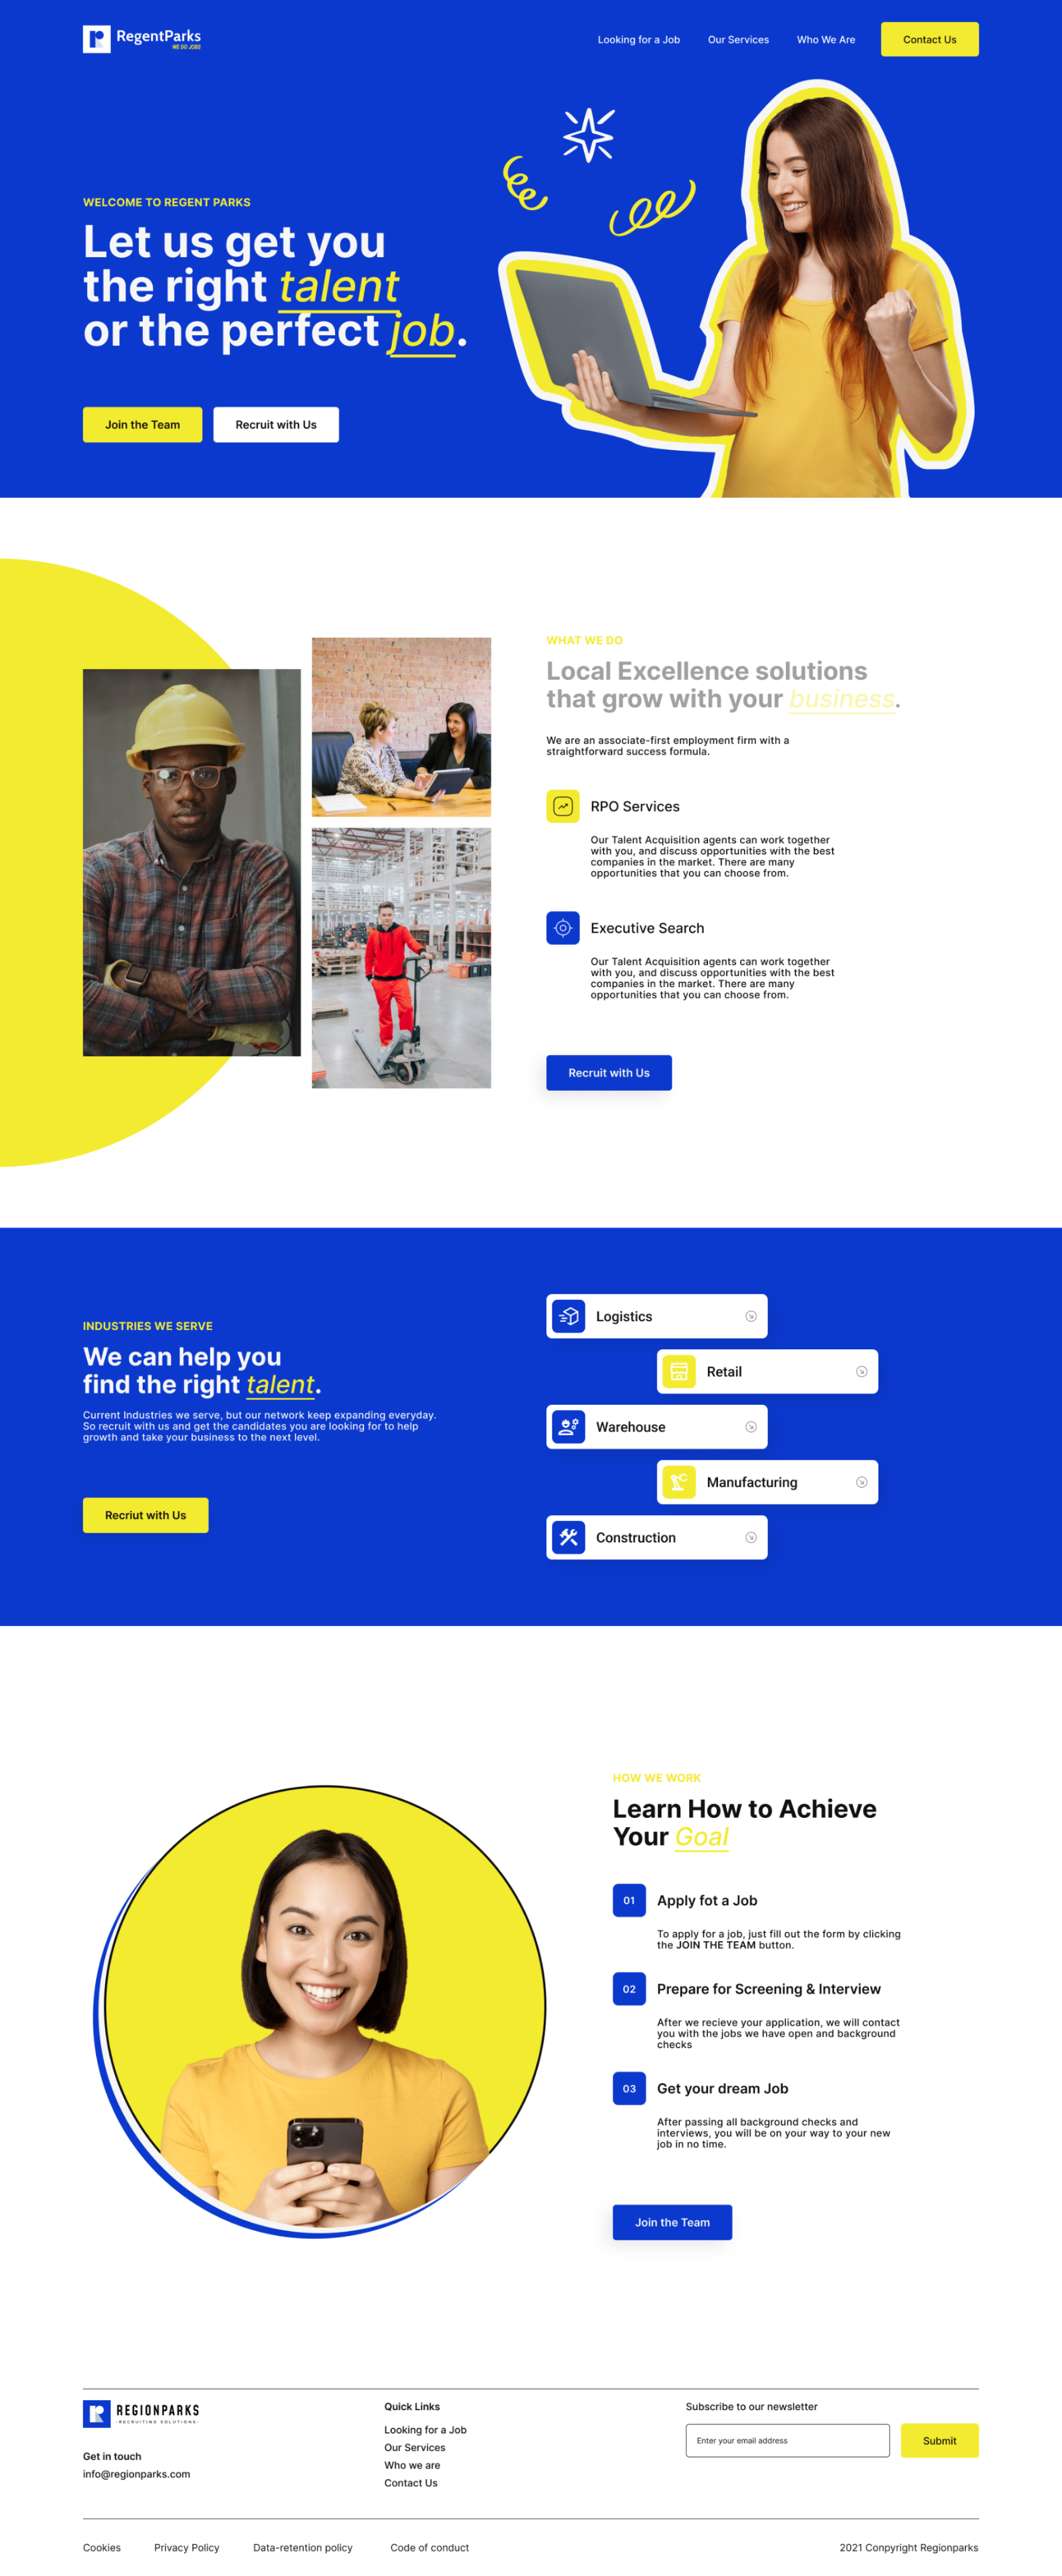 RegentParks
WE DO JOBS
Looking for a Job
Our Services
Who We Are
Contact Us
WELCOME TO REGENT PARKS
Let us get you
the right talent
or the perfect job.
Join the Team
Recruit with Us
WHAT WE DO
Local Excellence solutions
that grow with your business.
We are an associate-first employment firm with a
straightforward success formula.
RPO Services
Our Talent Acquisition agents can work together
with you, and discuss opportunities with the best
companies in the market. There are many
opportunities that you can choose from.
Executive Search
Our Talent Acquisition agents can work together
with you, and discuss opportunities with the best
companies in the market. There are many
opportunities that you can choose from.
Recruit with Us
INDUSTRIES WE SERVE
We can help you
find the right talent.
Current Industries we serve, but our network keep expanding everyday.
So recruit with us and get the candidates you are looking for to help
growth and take your business to the next level.
Recriut with Us
Logistics
Retail
Warehouse
Manufacturing
Construction
HOW WE WORK
Learn How to Achieve
Your Goal
01
Apply fot a Job
To apply for a job, just fill out the form by clicking
the JOIN THE TEAM button.
02
Prepare for Screening & Interview
After we recieve your application, we will contact
you with the jobs we have open and background
checks
03
Get your dream Job
After passing all background checks and
interviews, you will be on your way to your new
job in no time.
Join the Team
REGIONPARKS
-RECRUITING SOLUTIONS-
Get in touch
info@regionparks.com
Quick Links
Looking for a Job
Our Services
Who we are
Contact Us
Subscribe to our newsletter
Enter your email address
Submit
Cookies
Privacy Policy
Data-retention policy
Code of conduct
2021 Conpyright Regionparks